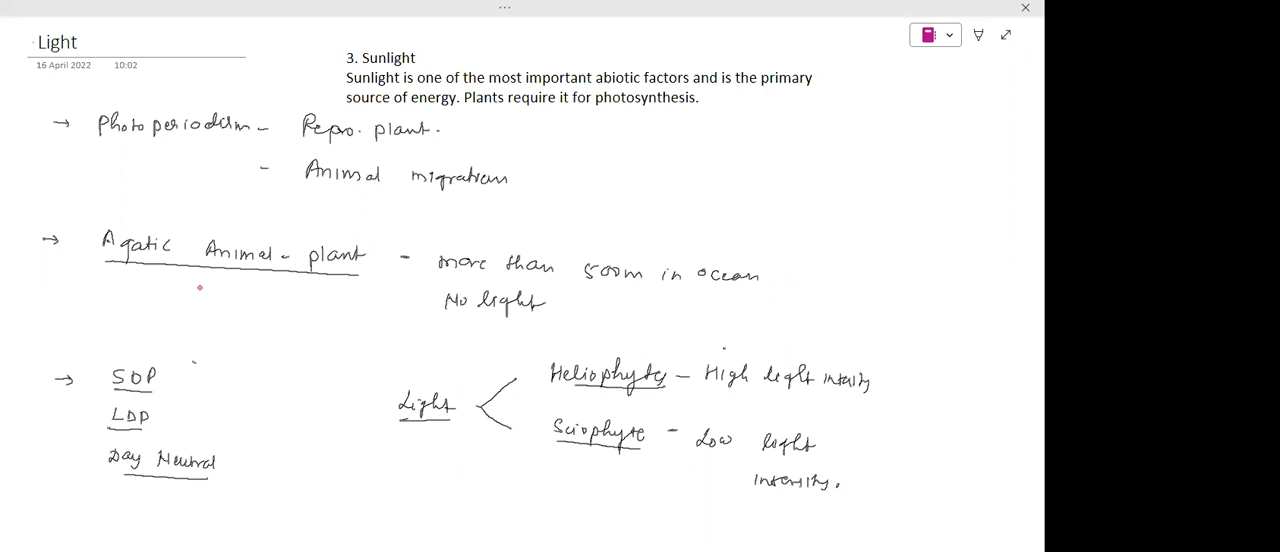 Light
16 April 2022 10:02
3. Sunlight
Sunlight is one of the most important abiotic factors and is the primary
source of energy. Plants require it for photosynthesis.
→ Photoperiodism - Repro. plant.
- Animal migration
→ Aqatic Animal - plant - more than 500m in ocean
No light
→ SDP
LDP
Day Neutral
Light
Heliophytes - High light intensity
Sciophyte - Low light
intensity.